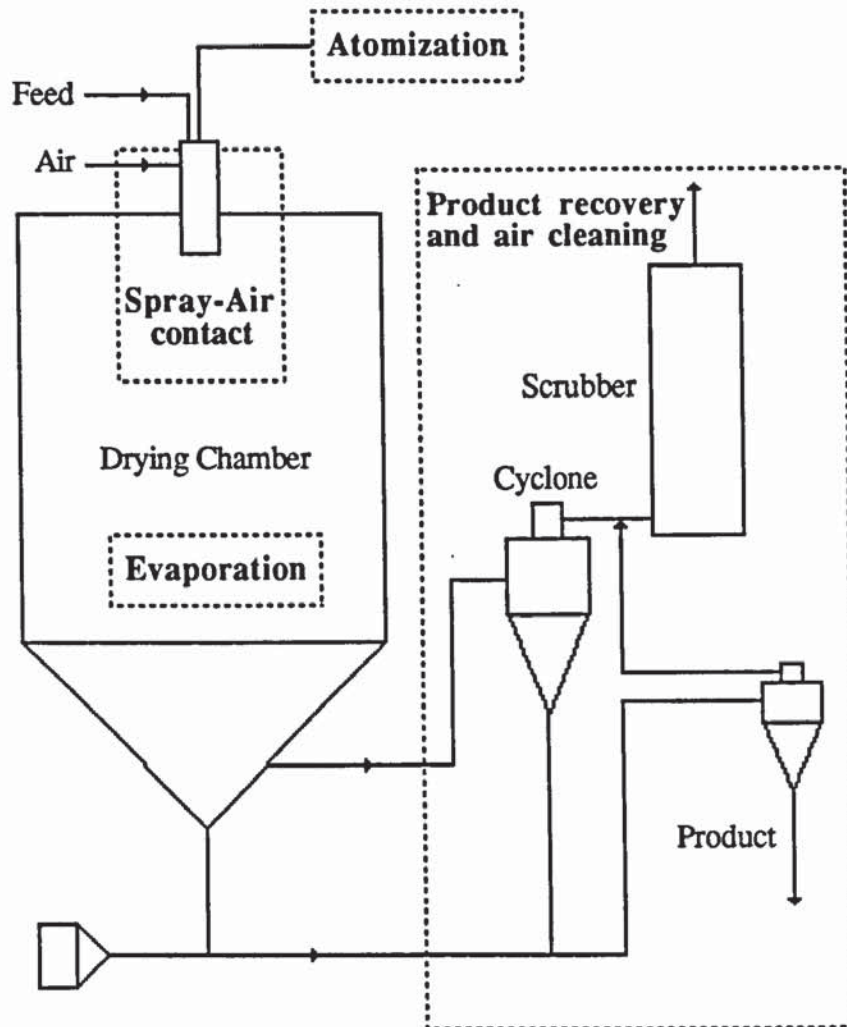 Atomization
Feed
Air
Product recovery
and air cleaning
Spray-Air
contact
Scrubber
Drying Chamber
Cyclone
Evaporation
Product